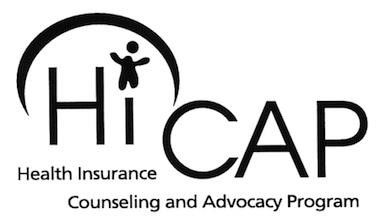 HiCAP
Health Insurance
Counseling and Advocacy Program